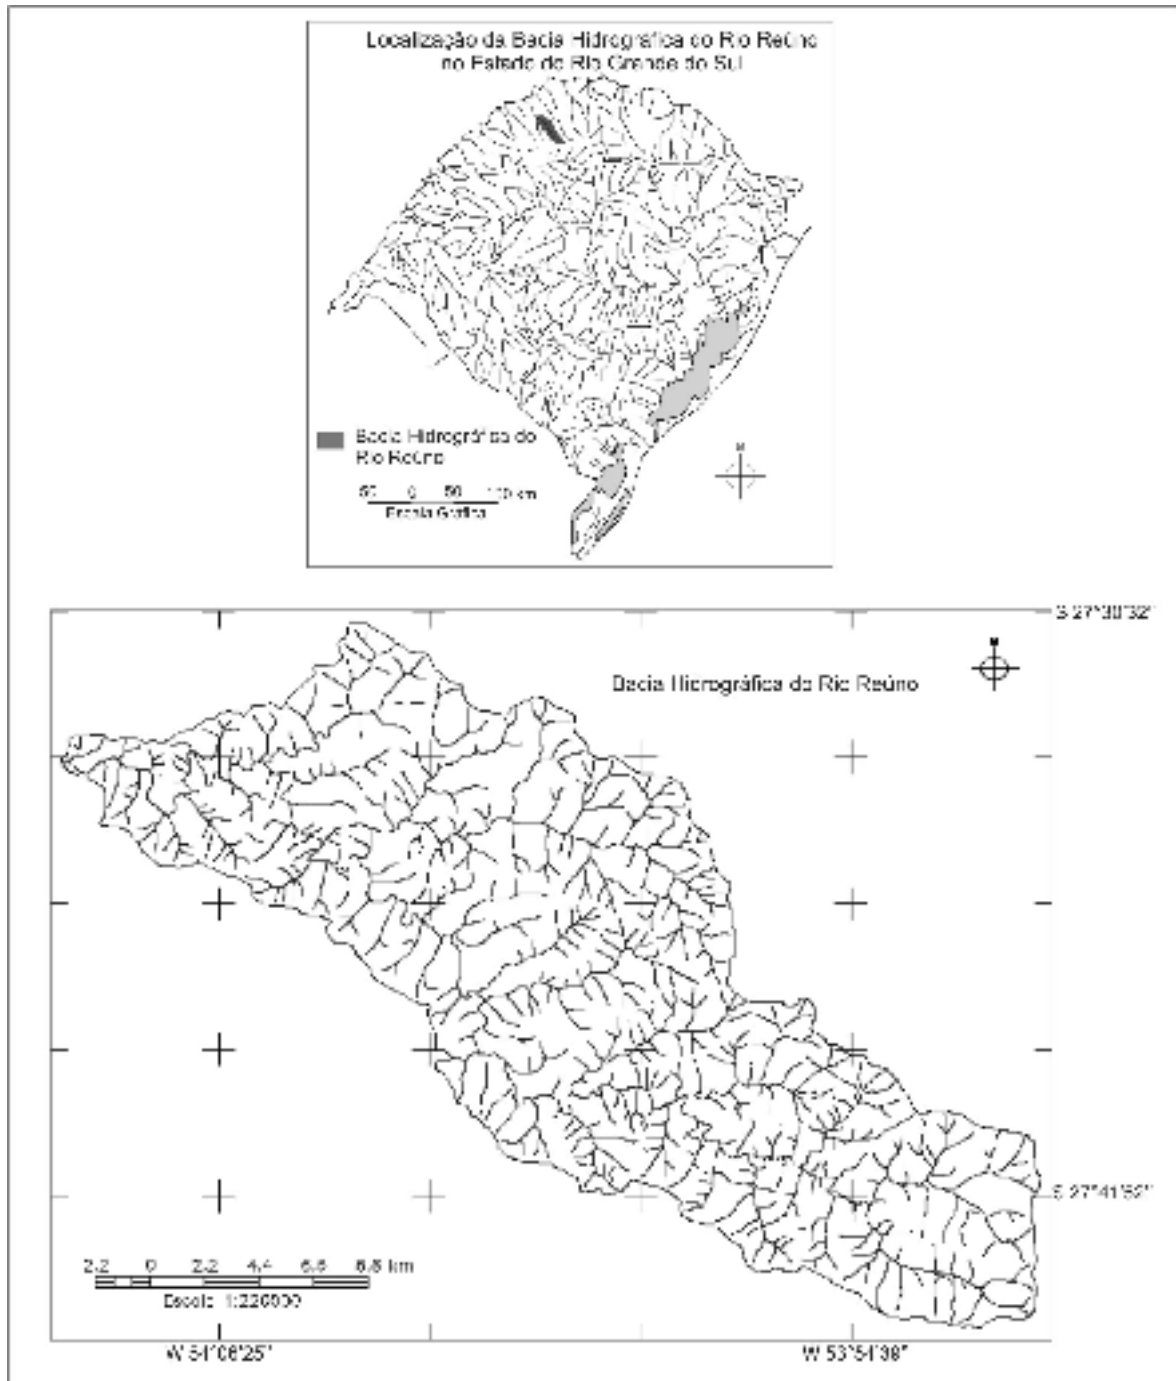 Localização da Bacia Hidrográfica do Rio Reúno
no Estado do Rio Grande do Sul
Bacia Hidrográfica do
Rio Reúno
N
50 0 50 100 km
Escala Gráfica
S 27°30'32"
N
Bacia Hidrográfica do Rio Reúno
S 27°41'32"
2.2 0 2.2 4.4 6.6 8.8 km
Escala 1:220000
W 54°06'25" W 53°54'38"